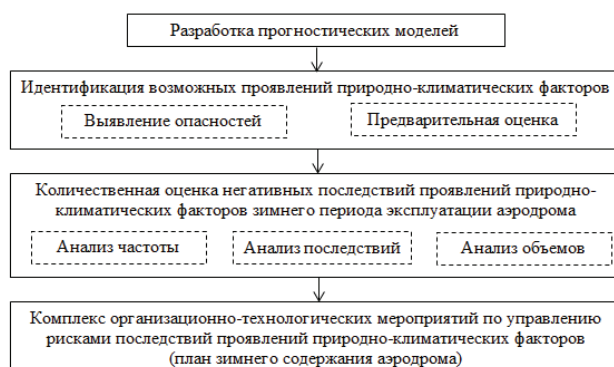 Разработка прогностических моделей
Идентификация возможных проявлений природно-климатических факторов
Выявление опасностей
Предварительная оценка
Количественная оценка негативных последствий проявлений природно-
климатических факторов зимнего периода эксплуатации аэродрома
Анализ частоты
Анализ последствий
Анализ объемов
Комплекс организационно-технологических мероприятий по управлению
рисками последствий проявлений природно-климатических факторов
(план зимнего содержания аэродрома)